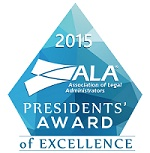 2015
ALA
Association of Legal
Administrators
PRESIDENTS'
AWARD
of EXCELLENCE